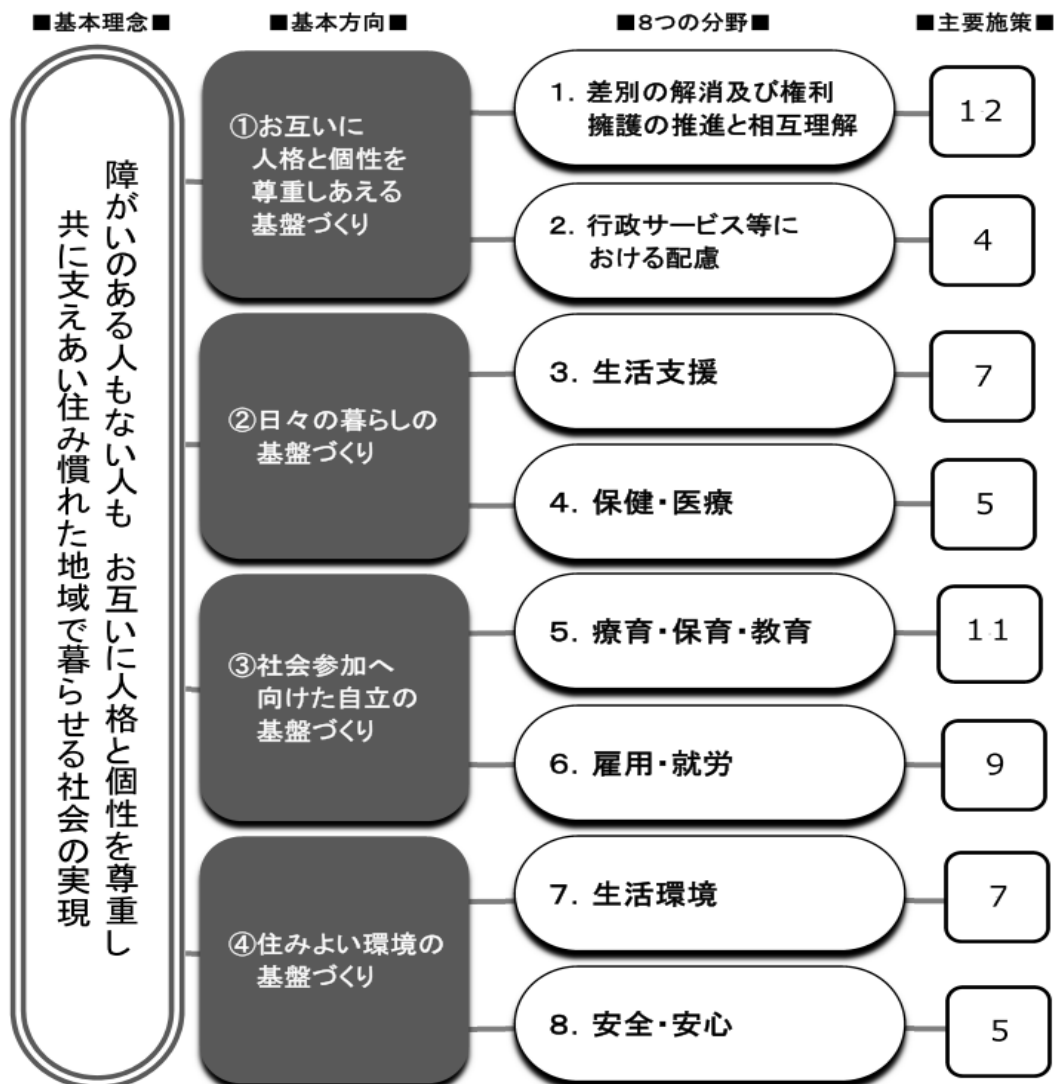 ■基本理念■
■基本方向■
■8つの分野■
■主要施策■
障がいのある人もない人も　お互いに人格と個性を尊重し
共に支えあい住み慣れた地域で暮らせる社会の実現
①お互いに
人格と個性を
尊重しあえる
基盤づくり
1．差別の解消及び権利
擁護の推進と相互理解
12
2．行政サービス等に
おける配慮
4
②日々の暮らしの
基盤づくり
3．生活支援
7
4．保健・医療
5
③社会参加へ
向けた自立の
基盤づくり
5．療育・保育・教育
11
6．雇用・就労
9
④住みよい環境の
基盤づくり
7．生活環境
7
8．安全・安心
5